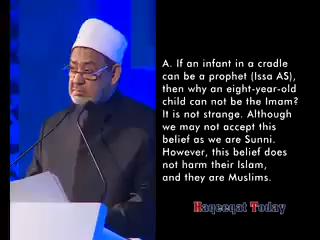 A. If an infant in a cradle
can be a prophet (Issa AS),
then why an eight-year-old
child can not be the Imam?
It is not strange. Although
we may not accept this
belief as we are Sunni.
However, this belief does
not harm their Islam,
and they are Muslims.
Haqeeqat Today